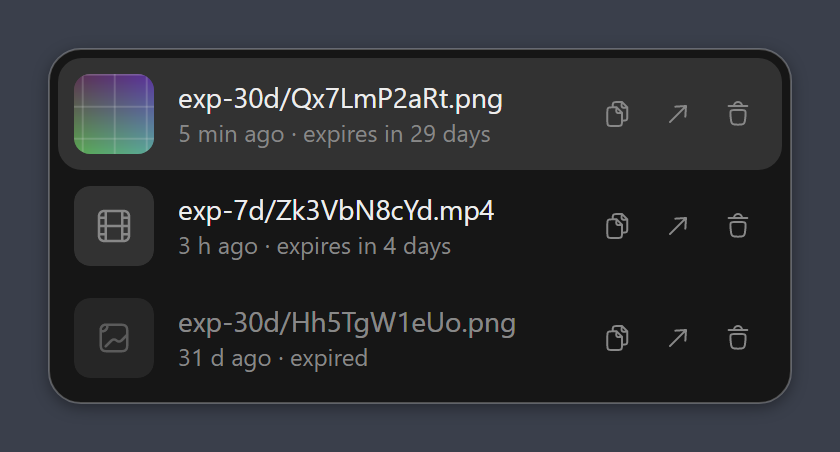 exp-30d/Qx7LmP2aRt.png
5 min ago · expires in 29 days
exp-7d/Zk3VbN8cYd.mp4
3 h ago · expires in 4 days
exp-30d/Hh5TgW1eUo.png
31 d ago · expired